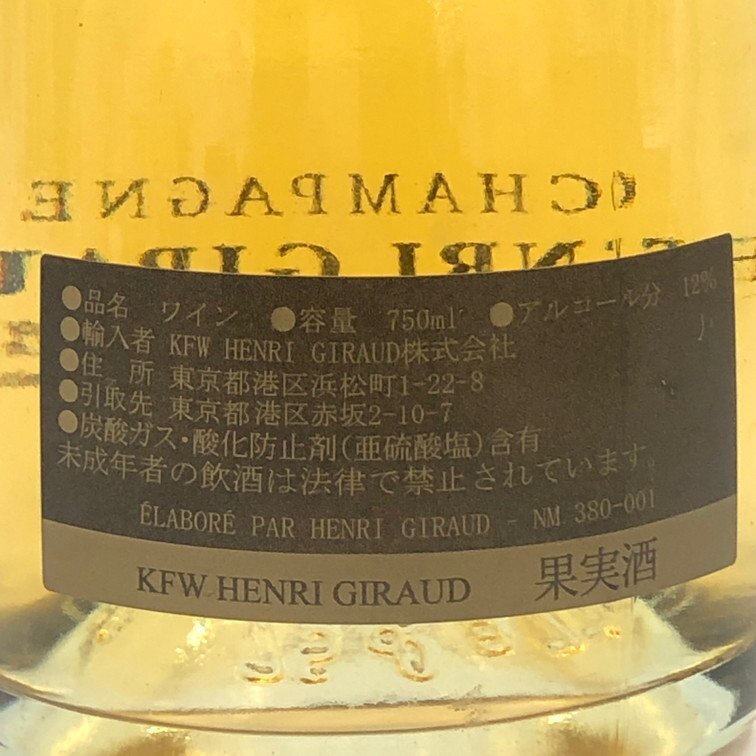 CHAMPAGNE
HENRI GIRAUD
●品名 ワイン ●容量 750ml ●アルコール分 12%
●輸入者 KFW HENRI GIRAUD株式会社
●住 所 東京都港区浜松町1-22-8
●引取先 東京都港区赤坂2-10-7
●炭酸ガス・酸化防止剤(亜硫酸塩)含有
未成年者の飲酒は法律で禁止されています。
ÉLABORÉ PAR HENRI GIRAUD - NM 380-001
KFW HENRI GIRAUD 果実酒